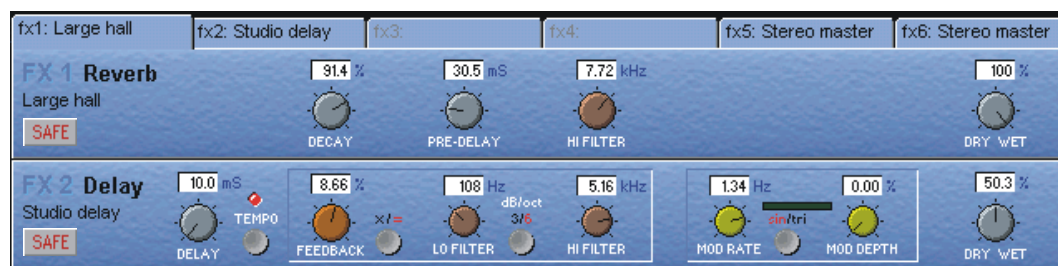 fx1: Large hall fx2: Studio delay fx3: fx4: fx5: Stereo master fx6: Stereo master
FX 1 Reverb 91.4 % 30.5 mS 7.72 kHz 100 %
Large hall
SAFE
DECAY PRE-DELAY HI FILTER DRY WET
FX 2 Delay 10.0 mS 8.66 % 108 Hz 5.16 kHz 1.34 Hz 0.00 % 50.3 %
dB/oct
Studio delay TEMPO x/= 3/6 sin/tri
SAFE
DELAY FEEDBACK LO FILTER HI FILTER MOD RATE MOD DEPTH DRY WET